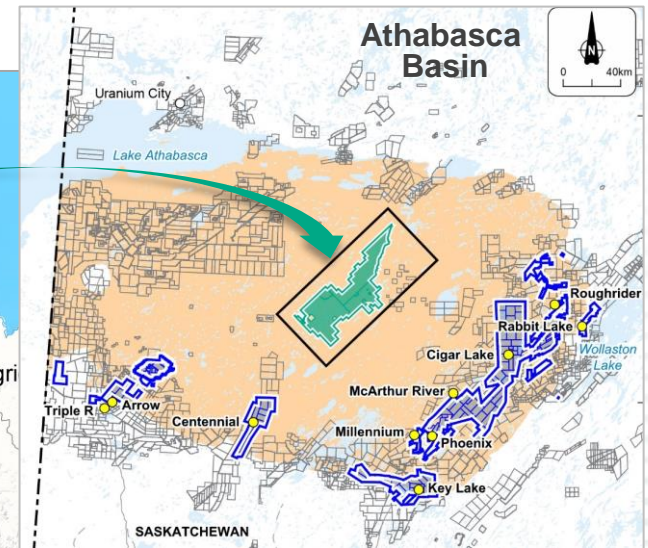 Athabasca
Basin
N
0 40km
Uranium City
Lake Athabasca
Roughrider
Rabbit Lake
Wollaston
Lake
Cigar Lake
McArthur River
Arrow
Triple R
Centennial
Millennium
Phoenix
Key Lake
SASKATCHEWAN
gri